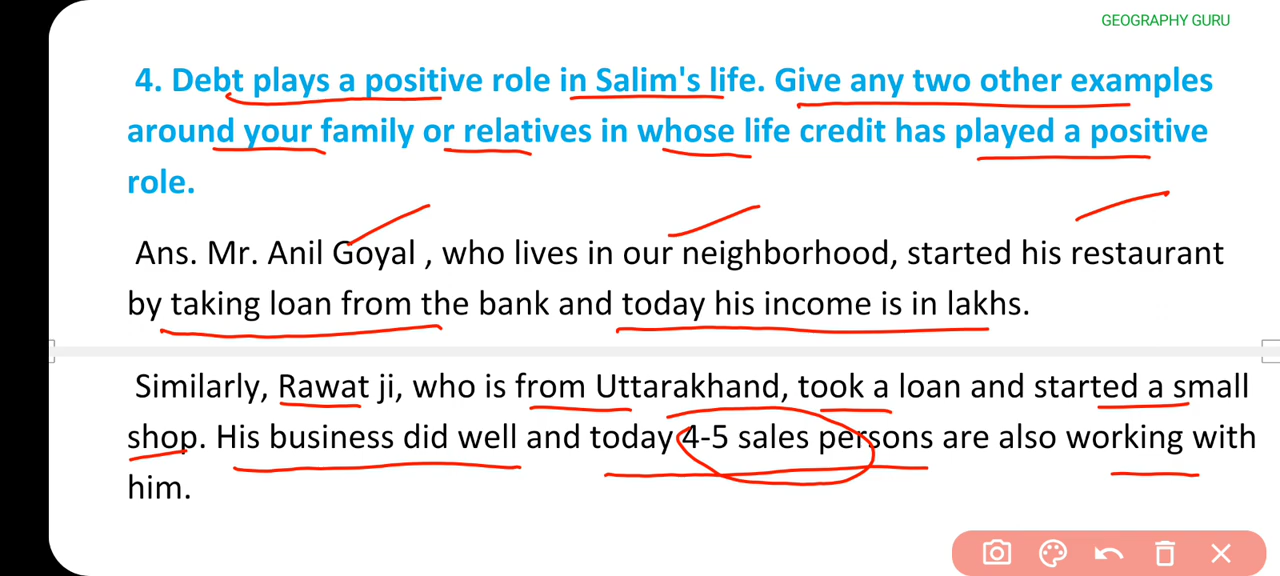 GEOGRAPHY GURU
4. Debt plays a positive role in Salim's life. Give any two other examples
around your family or relatives in whose life credit has played a positive
role.
Ans. Mr. Anil Goyal , who lives in our neighborhood, started his restaurant
by taking loan from the bank and today his income is in lakhs.
Similarly, Rawat ji, who is from Uttarakhand, took a loan and started a small
shop. His business did well and today 4-5 sales persons are also working with
him.